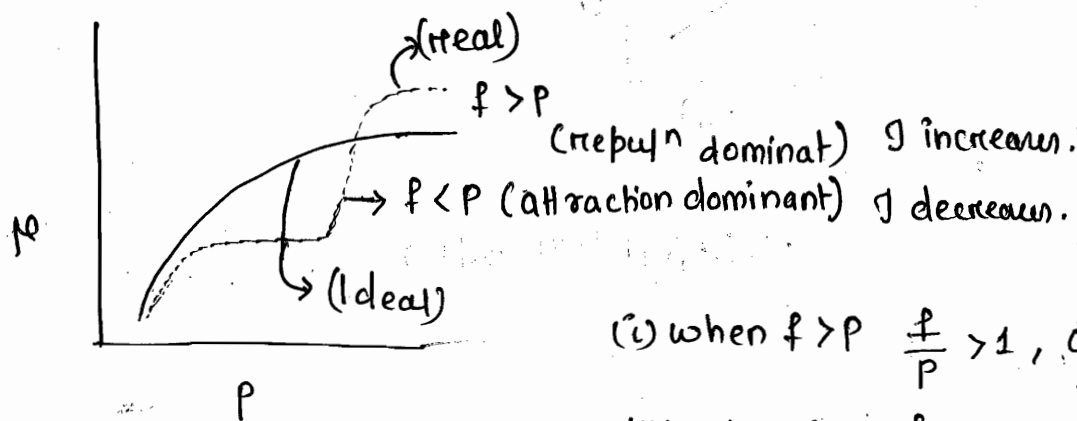 (real)
f > P
(repulⁿ dominat) g increases.
→ f < P (attraction dominant) g decreases.
μ
(Ideal)
(i) when f > P f/P > 1,
P